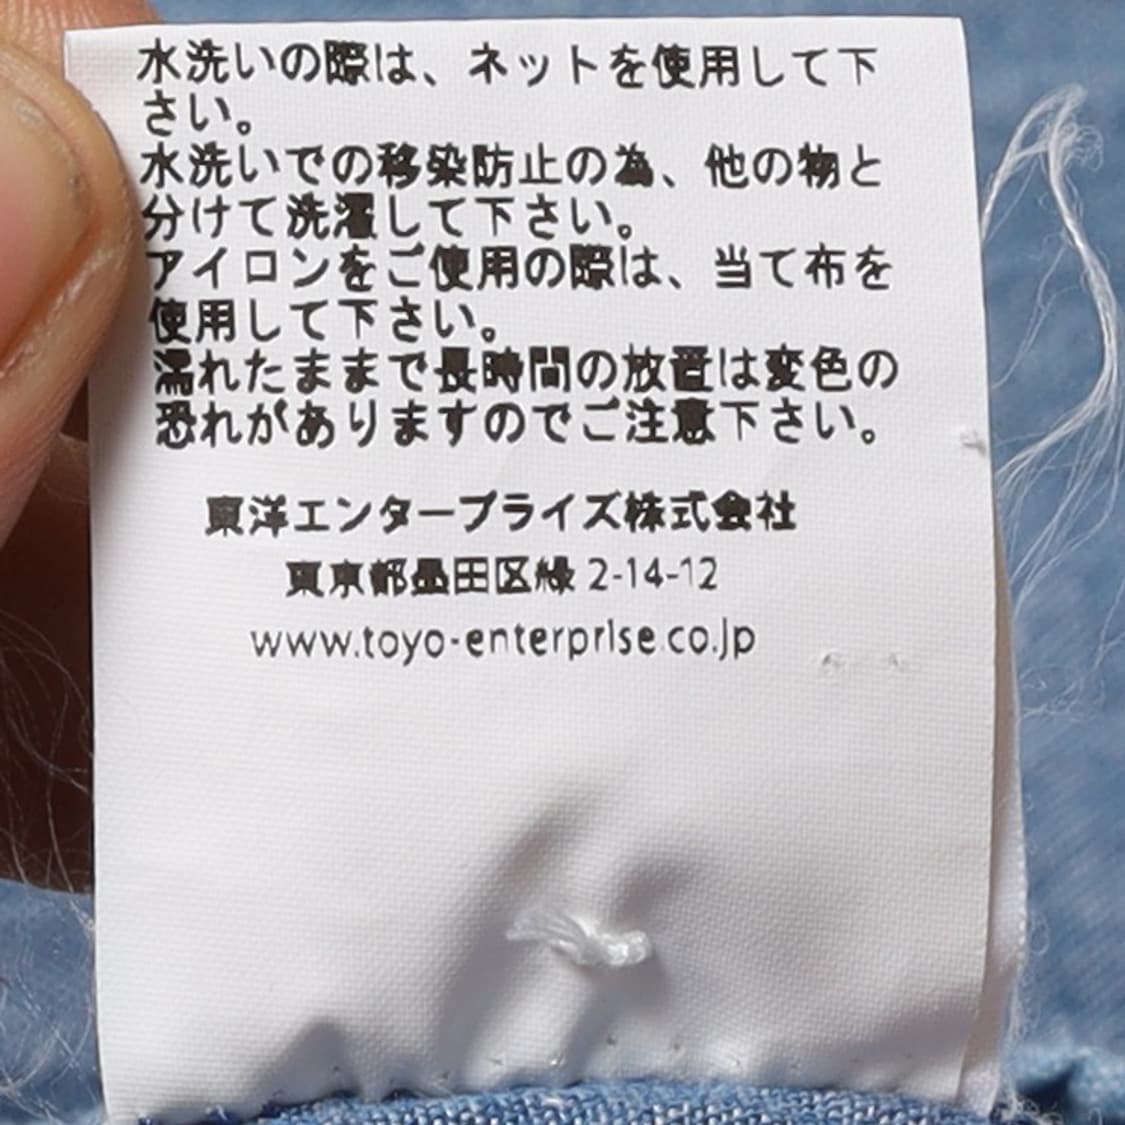 水洗いの際は、ネットを使用して下
さい。
水洗いでの移染防止の為、他の物と
分けて洗濯して下さい。
アイロンをご使用の際は、当て布を
使用して下さい。
濡れたままで長時間の放置は変色の
恐れがありますのでご注意下さい。
東洋エンタープライズ株式会社
東京都墨田区緑 2-14-12
www.toyo-enterprise.co.jp